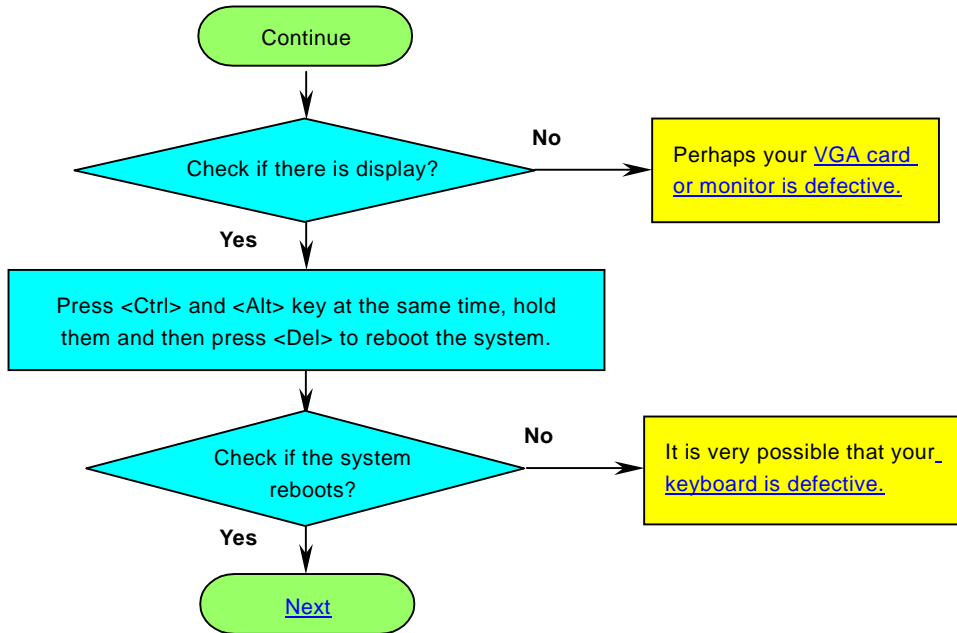 Continue
Check if there is display?
No
Perhaps your VGA card
or monitor is defective.
Yes
Press <Ctrl> and <Alt> key at the same time, hold
them and then press <Del> to reboot the system.
Check if the system
reboots?
No
It is very possible that your
keyboard is defective.
Yes
Next